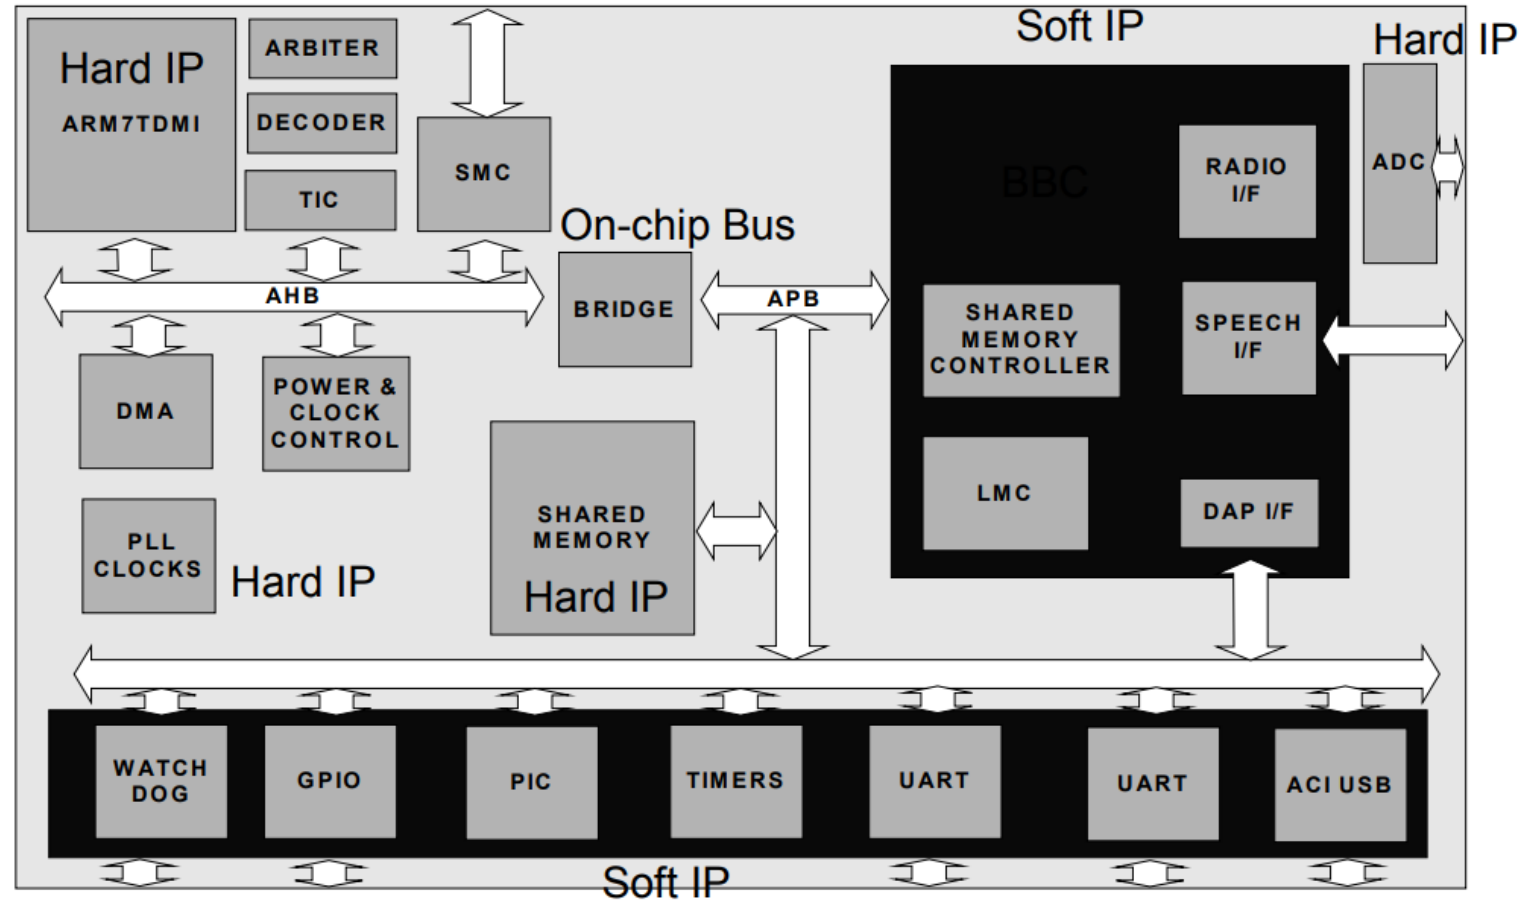 Soft IP
Hard IP
Hard IP
ARM7TDMI
ARBITER
DECODER
TIC
SMC
On-chip Bus
BBC
RADIO
I/F
ADC
AHB
BRIDGE
APB
SHARED
MEMORY
CONTROLLER
SPEECH
I/F
DMA
POWER &
CLOCK
CONTROL
LMC
DAP I/F
PLL
CLOCKS
Hard IP
SHARED
MEMORY
Hard IP
WATCH
DOG
GPIO
PIC
TIMERS
UART
UART
ACI USB
Soft IP